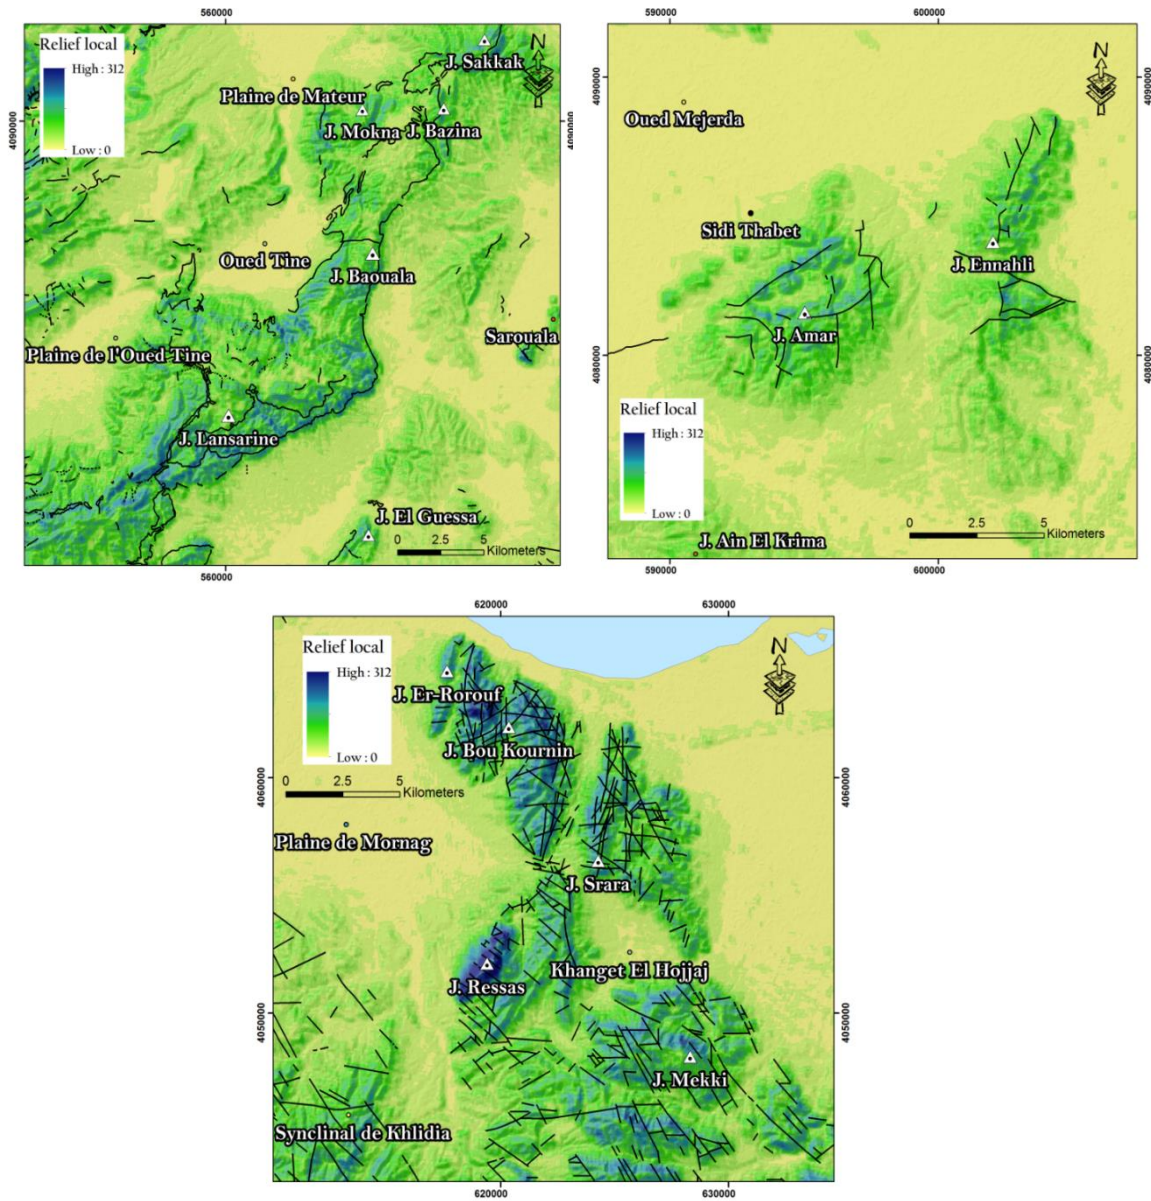 560000
Relief local
High : 312
Low : 0
N
J. Sakkak
Plaine de Mateur
J. Mokna
J. Bazina
4090000
4090000
Oued Tine
J. Baouala
Sarouala
Plaine de l'Oued Tine
J. Lansarine
J. El Guessa
0 2.5 5
Kilometers
560000
590000 600000
N
4090000
4090000
Oued Mejerda
Sidi Thabet
J. Ennahli
J. Amar
4080000
4080000
Relief local
High : 312
Low : 0
0 2.5 5
Kilometers
J. Ain El Krima
590000 600000
620000 630000
Relief local
High : 312
Low : 0
N
J. Er-Rorouf
J. Bou Kournin
0 2.5 5
Kilometers
4060000
4060000
Plaine de Mornag
J. Srara
Khanget El Hojjaj
J. Ressas
4050000
4050000
J. Mekki
Synclinal de Khlidia
620000 630000